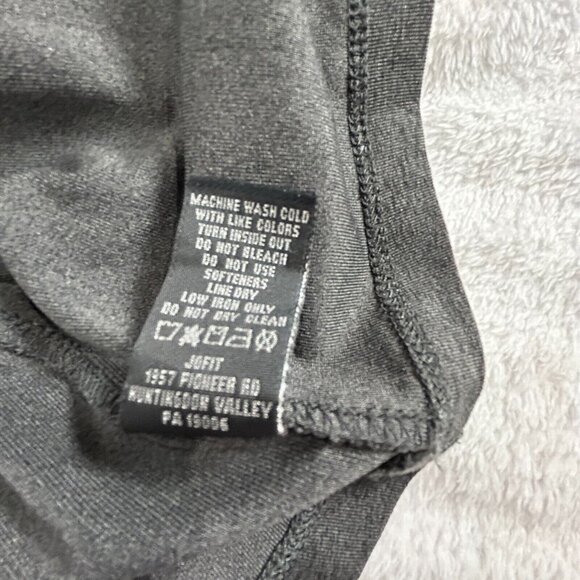 MACHINE WASH COLD
WITH LIKE COLORS
TURN INSIDE OUT
DO NOT BLEACH
DO NOT USE
SOFTENERS
LINE DRY
LOW IRON ONLY
DO NOT DRY CLEAN
JOFIT
1957 PIONEER RD
HUNTINGDON VALLEY
PA 19006